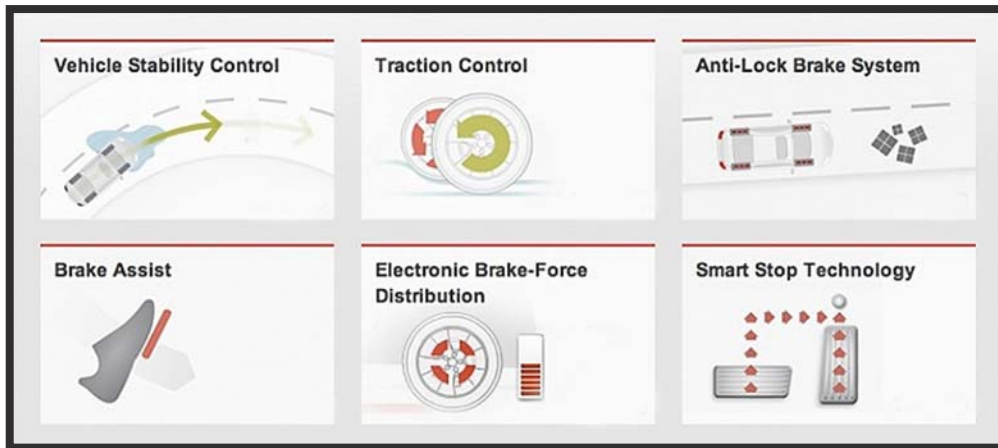 Vehicle Stability Control
Traction Control
Anti-Lock Brake System
Brake Assist
Electronic Brake-Force
Distribution
Smart Stop Technology